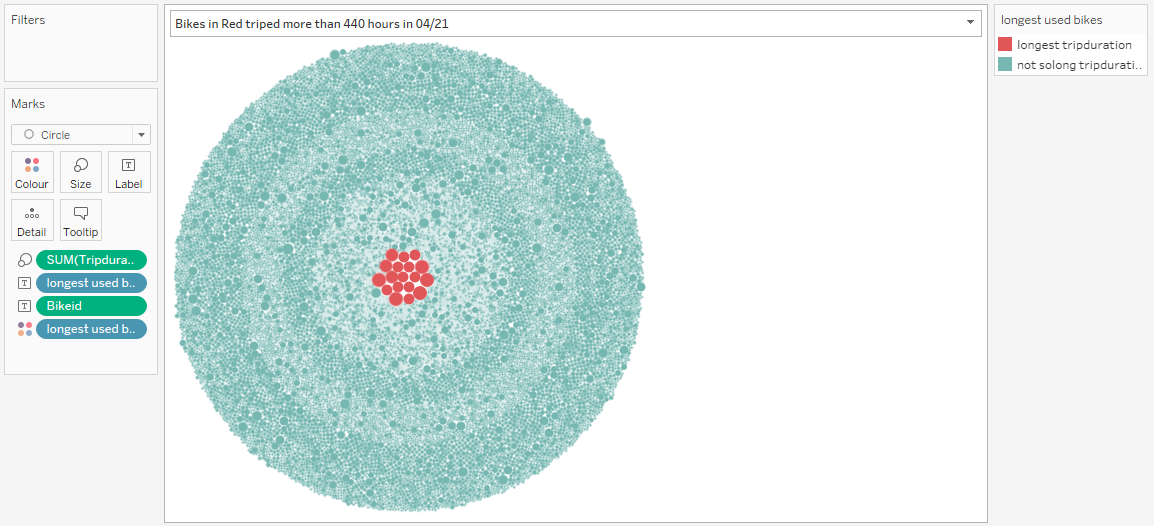 Filters
Bikes in Red triped more than 440 hours in 04/21
longest used bikes
longest tripduration
not solong tripdurati..
Marks
Circle
Colour
Size
T
Label
Detail
Tooltip
SUM(Tripdura..
T
longest used b..
T
Bikeid
longest used b..